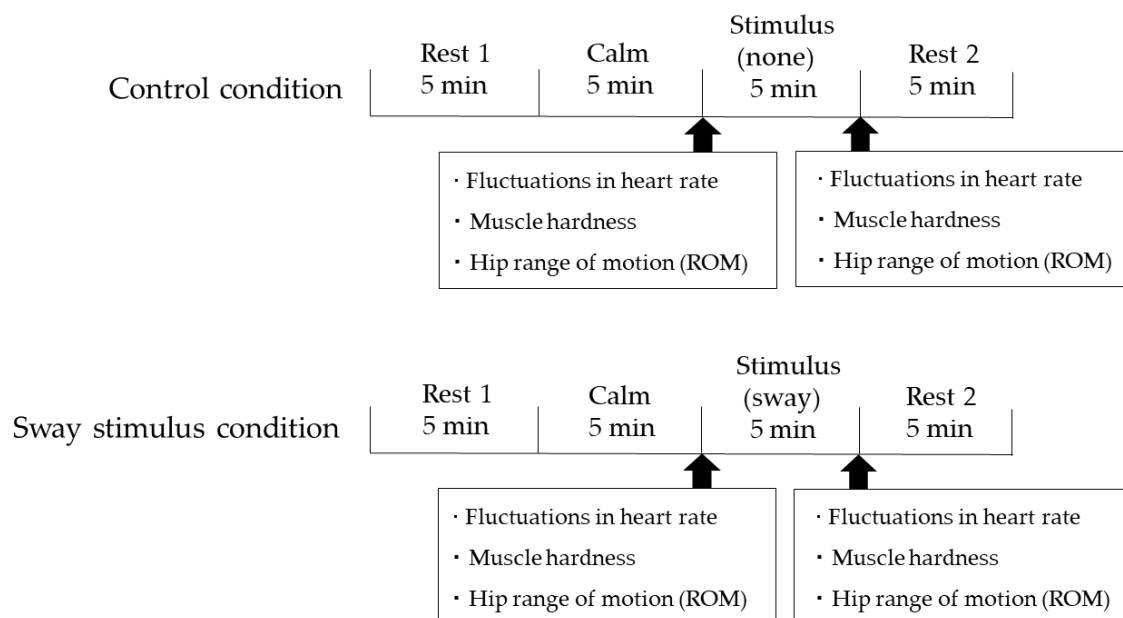 Control condition
Rest 1
5 min
Calm
5 min
Stimulus
(none)
5 min
Rest 2
5 min
· Fluctuations in heart rate
· Muscle hardness
· Hip range of motion (ROM)
· Fluctuations in heart rate
· Muscle hardness
· Hip range of motion (ROM)
Sway stimulus condition
Rest 1
5 min
Calm
5 min
Stimulus
(sway)
5 min
Rest 2
5 min
· Fluctuations in heart rate
· Muscle hardness
· Hip range of motion (ROM)
· Fluctuations in heart rate
· Muscle hardness
· Hip range of motion (ROM)